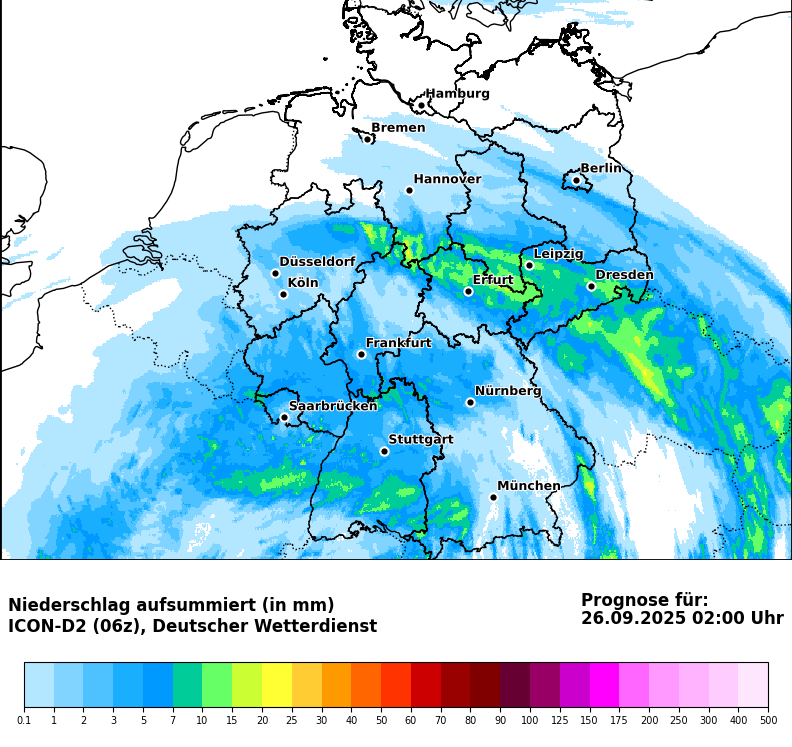 Hamburg
Bremen
Berlin
Hannover
Leipzig
Düsseldorf
Dresden
Köln
Erfurt
Frankfurt
Nürnberg
Saarbrücken
Stuttgart
München
Niederschlag aufsummiert (in mm)
ICON-D2 (06z), Deutscher Wetterdienst
Prognose für:
26.09.2025 02:00 Uhr
0.1 1 2 3 5 7 10 15 20 25 30 40 50 60 70 80 90 100 125 150 175 200 250 300 400 500